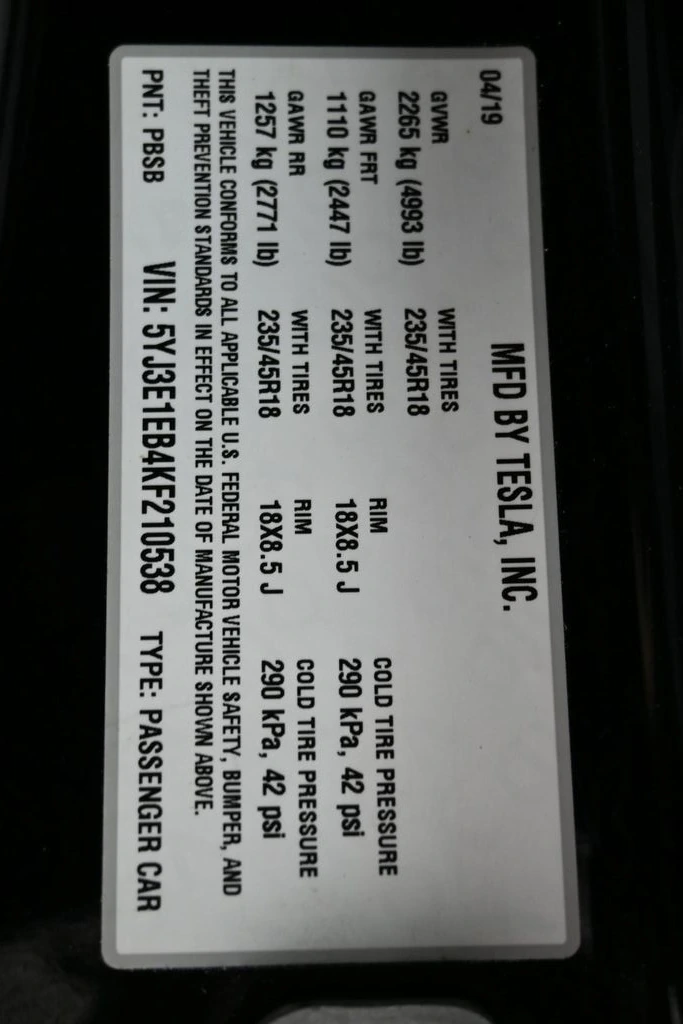 MFD BY TESLA, INC.
04/19
GVWR WITH TIRES
2265 kg (4993 lb) 235/45R18
GAWR FRT WITH TIRES RIM COLD TIRE PRESSURE
1110 kg (2447 lb) 235/45R18 18X8.5 J 290 kPa, 42 psi
GAWR RR WITH TIRES RIM COLD TIRE PRESSURE
1257 kg (2771 lb) 235/45R18 18X8.5 J 290 kPa, 42 psi
THIS VEHICLE CONFORMS TO ALL APPLICABLE U.S. FEDERAL MOTOR VEHICLE SAFETY, BUMPER, AND
THEFT PREVENTION STANDARDS IN EFFECT ON THE DATE OF MANUFACTURE SHOWN ABOVE.
PNT: PBSB VIN: 5YJ3E1EB4KF210538 TYPE: PASSENGER CAR